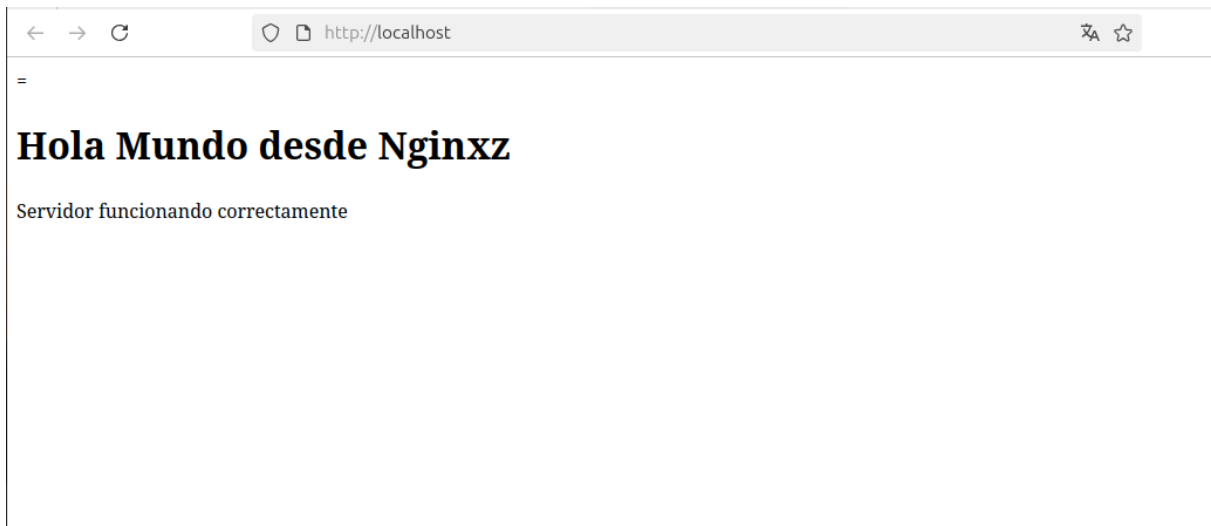 http://localhost
=
Hola Mundo desde Nginxz
Servidor funcionando correctamente